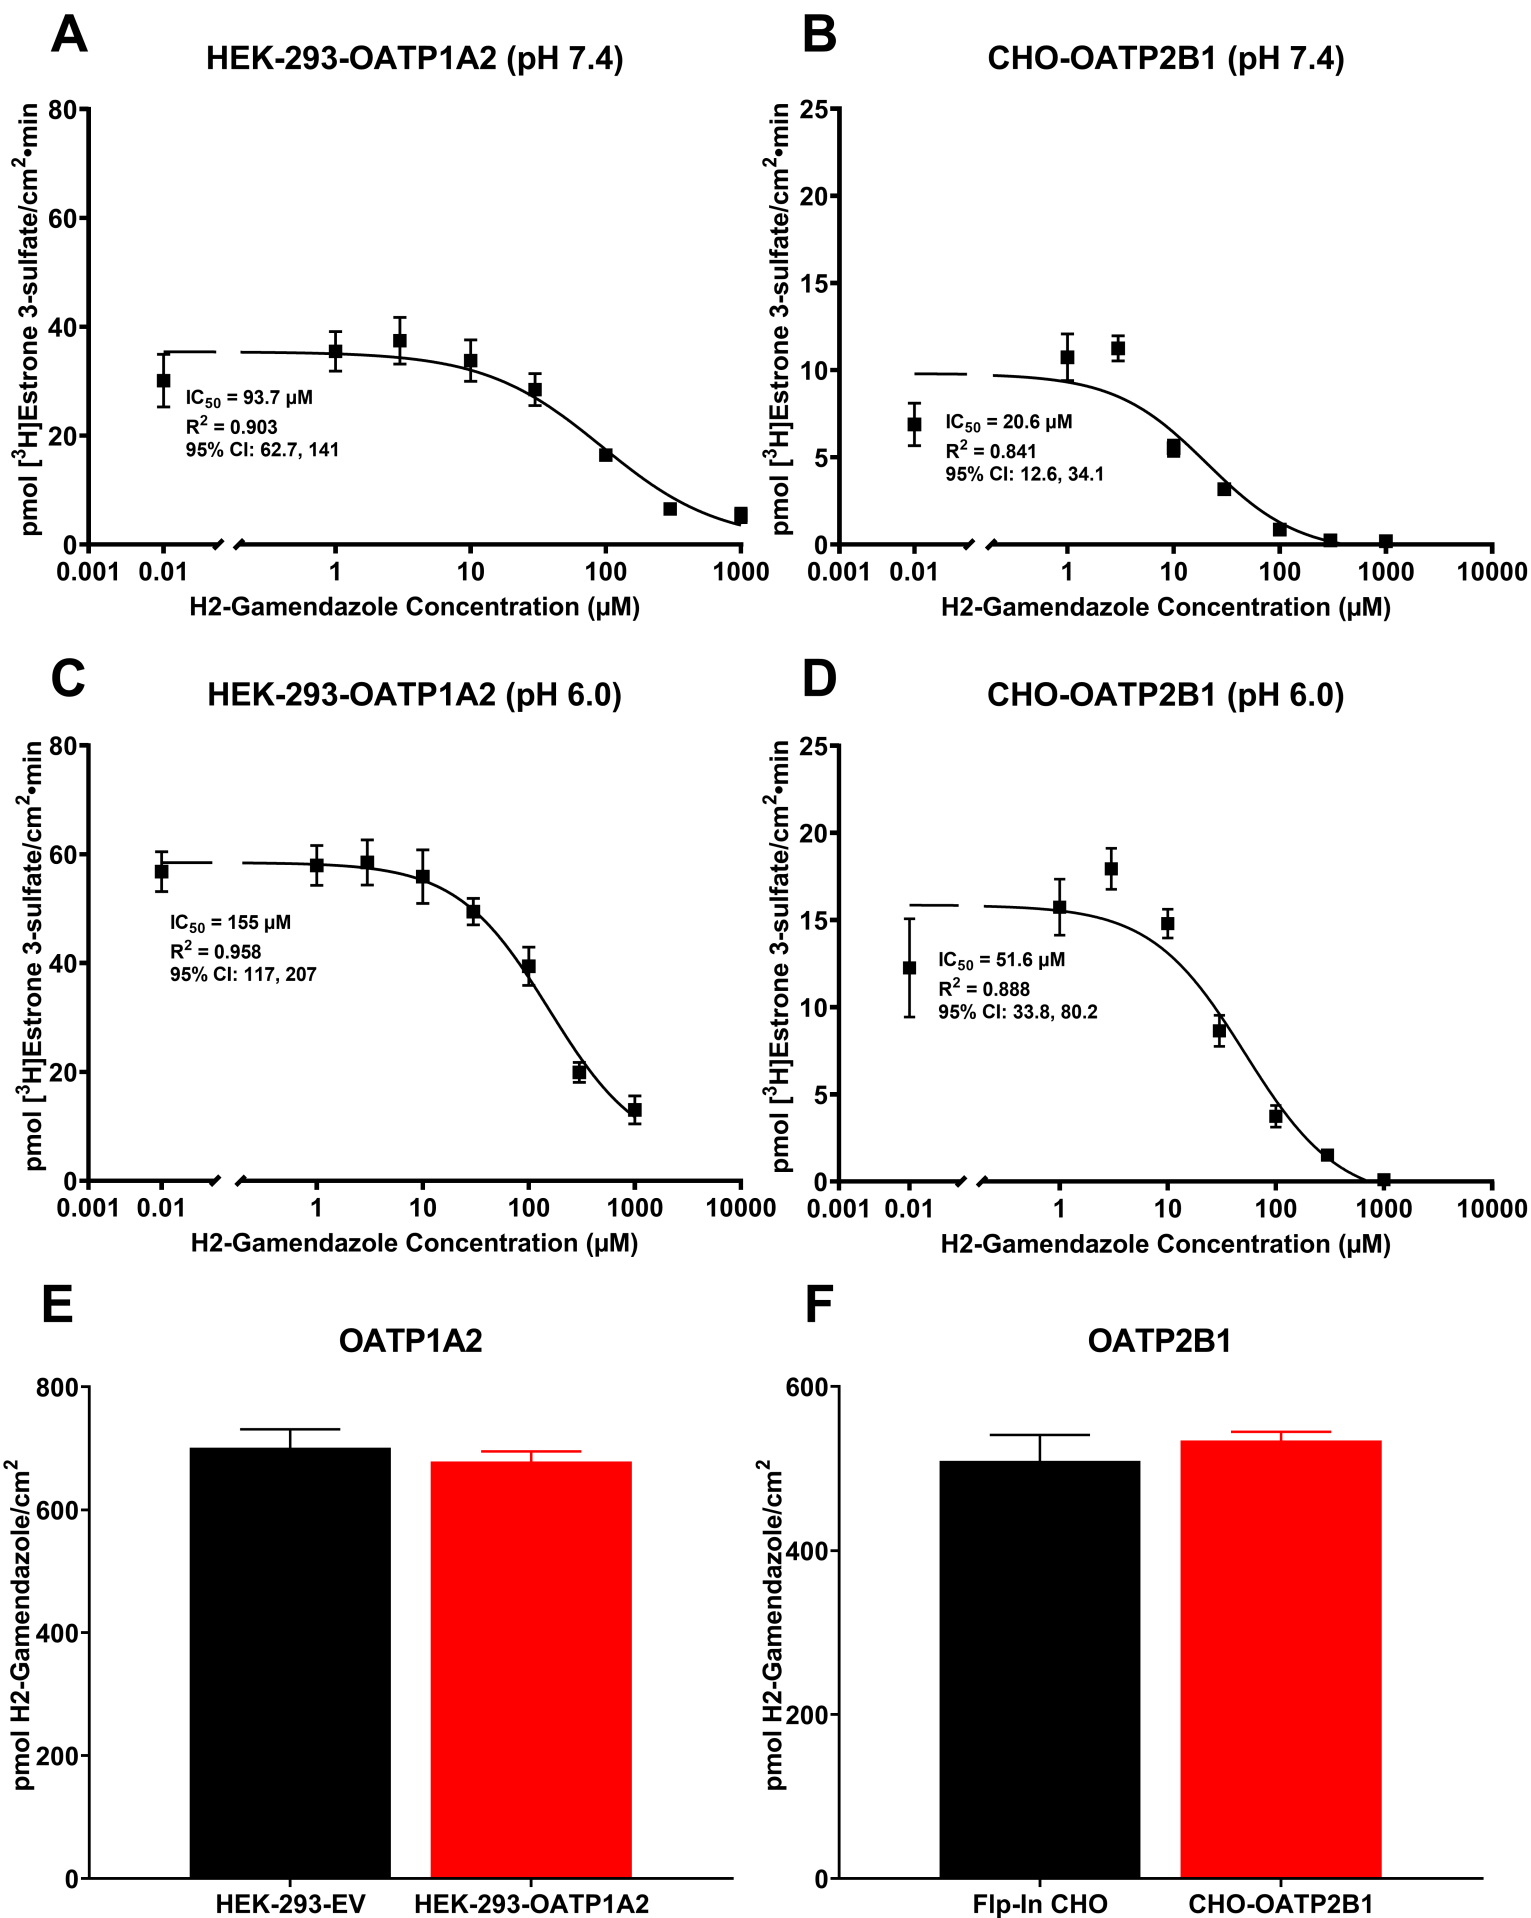 A
HEK-293-OATP1A2 (pH 7.4)
pmol [³H]Estrone 3-sulfate/cm²•min
80
60
40
20
0
IC₅₀ = 93.7 µM
R² = 0.903
95% CI: 62.7, 141
0.001 0.01 1 10 100 1000
H2-Gamendazole Concentration (µM)
B
CHO-OATP2B1 (pH 7.4)
pmol [³H]Estrone 3-sulfate/cm²•min
25
20
15
10
5
0
IC₅₀ = 20.6 µM
R² = 0.841
95% CI: 12.6, 34.1
0.001 0.01 1 10 100 1000 10000
H2-Gamendazole Concentration (µM)
C
HEK-293-OATP1A2 (pH 6.0)
pmol [³H]Estrone 3-sulfate/cm²•min
80
60
40
20
0
IC₅₀ = 155 µM
R² = 0.958
95% CI: 117, 207
0.001 0.01 1 10 100 1000 10000
H2-Gamendazole Concentration (µM)
D
CHO-OATP2B1 (pH 6.0)
pmol [³H]Estrone 3-sulfate/cm²•min
25
20
15
10
5
0
IC₅₀ = 51.6 µM
R² = 0.888
95% CI: 33.8, 80.2
0.001 0.01 1 10 100 1000 10000
H2-Gamendazole Concentration (µM)
E
OATP1A2
pmol H2-Gamendazole/cm²
800
600
400
200
0
HEK-293-EV HEK-293-OATP1A2
F
OATP2B1
pmol H2-Gamendazole/cm²
600
400
200
0
Flp-In CHO CHO-OATP2B1